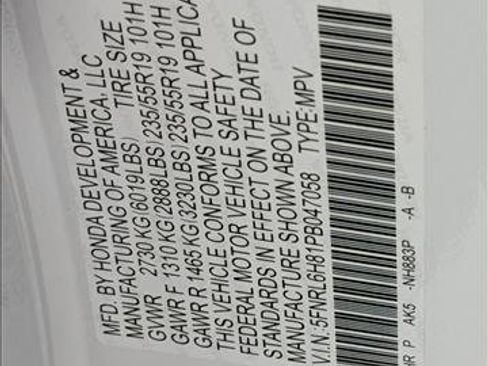 MFD. BY HONDA DEVELOPMENT &
MANUFACTURING OF AMERICA, LLC
TIRE SIZE
GVWR 2730 KG(6019LBS)
GAWR F 1310 KG(2888LBS) 235/55R19 101H
GAWR R 1465 KG(3230LBS) 235/55R19 101H
THIS VEHICLE CONFORMS TO ALL APPLICA
FEDERAL MOTOR VEHICLE SAFETY
STANDARDS IN EFFECT ON THE DATE OF
MANUFACTURE SHOWN ABOVE.
V.I.N.:5FNRL6H81PB047058 TYPE:MPV
R P AK5 -NH883P -A -B